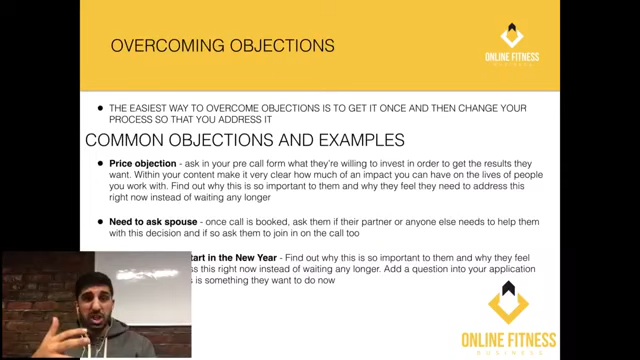 OVERCOMING OBJECTIONS
ONLINE FITNESS
BUSINESS
● THE EASIEST WAY TO OVERCOME OBJECTIONS IS TO GET IT ONCE AND THEN CHANGE YOUR
PROCESS SO THAT YOU ADDRESS IT
COMMON OBJECTIONS AND EXAMPLES
● Price objection - ask in your pre call form what they're willing to invest in order to get the results they
want. Within your content make it very clear how much of an impact you can have on the lives of people
you work with. Find out why this is so important to them and why they feel they need to address this
right now instead of waiting any longer
● Need to ask spouse - once call is booked, ask them if their partner or anyone else needs to help them
with this decision and if so ask them to join in on the call too
start in the New Year - Find out why this is so important to them and why they feel
this right now instead of waiting any longer. Add a question into your application
is something they want to do now
ONLINE FITNESS
BUSINESS